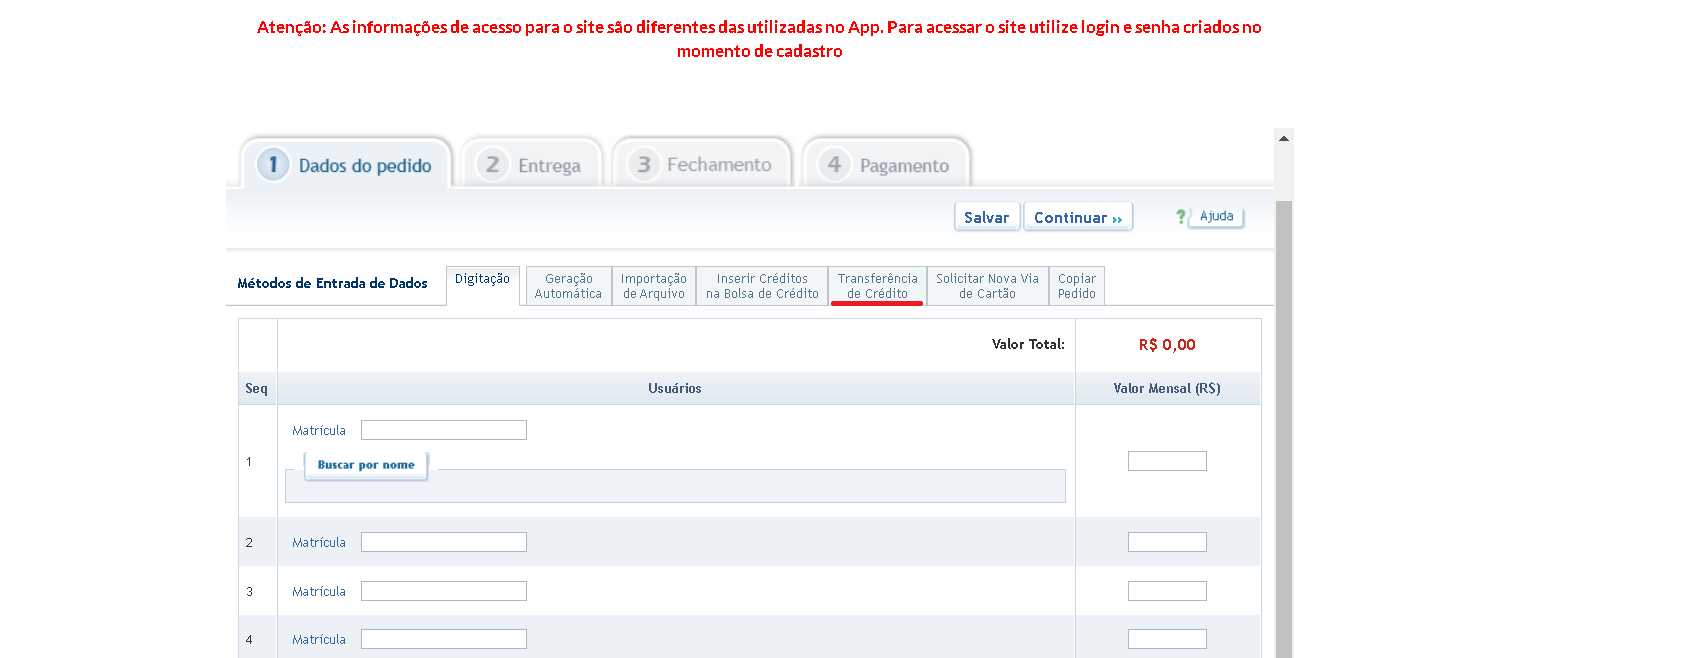 Atenção: As informações de acesso para o site são diferentes das utilizadas no App. Para acessar o site utilize login e senha criados no
momento de cadastro
1 Dados do pedido 2 Entrega 3 Fechamento 4 Pagamento
Salvar Continuar ›› ? Ajuda
Métodos de Entrada de Dados
Digitação
Geração
Automática
Importação
de Arquivo
Inserir Créditos
na Bolsa de Crédito
Transferência
de Crédito
Solicitar Nova Via
de Cartão
Copiar
Pedido
Valor Total: R$ 0,00
Seq Usuários Valor Mensal (R$)
Matrícula
1
Buscar por nome
2 Matrícula
3 Matrícula
4 Matrícula